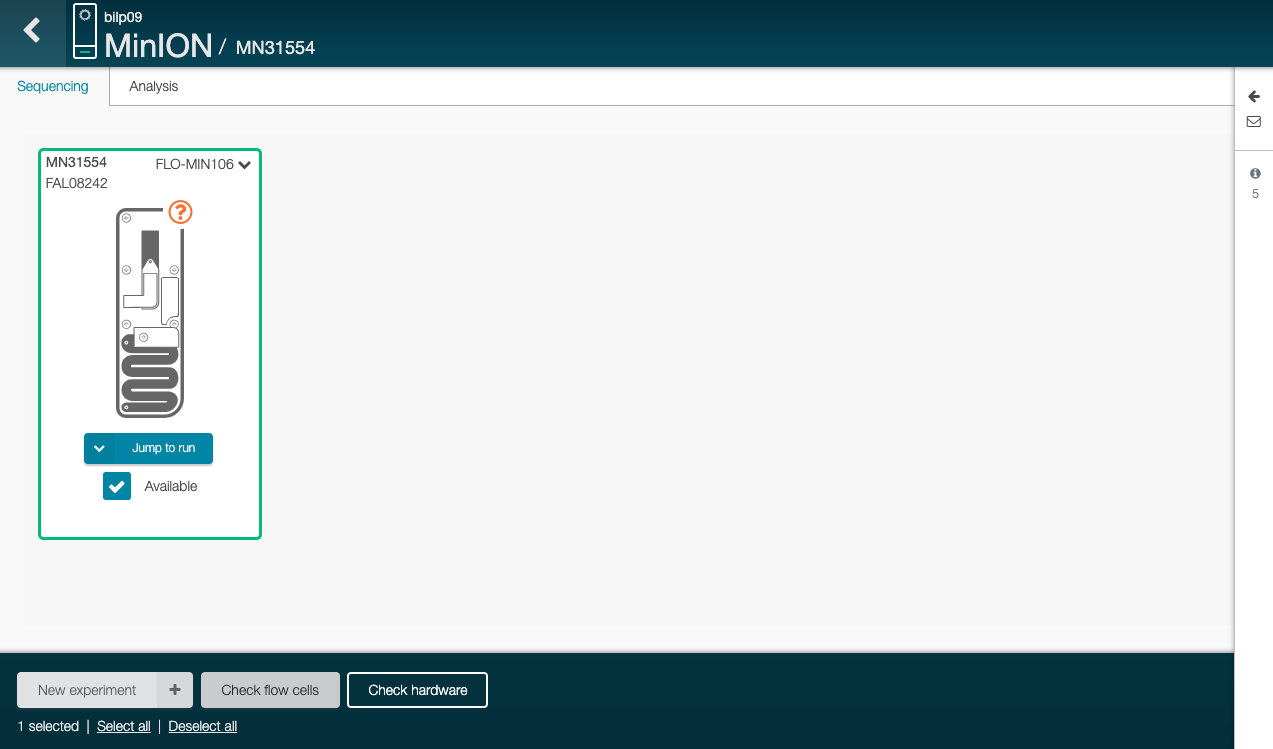 bilp09
MinION / MN31554
Sequencing Analysis
MN31554 FLO-MIN106
FAL08242
?
Jump to run
Available
5
New experiment + Check flow cells Check hardware
1 selected | Select all | Deselect all